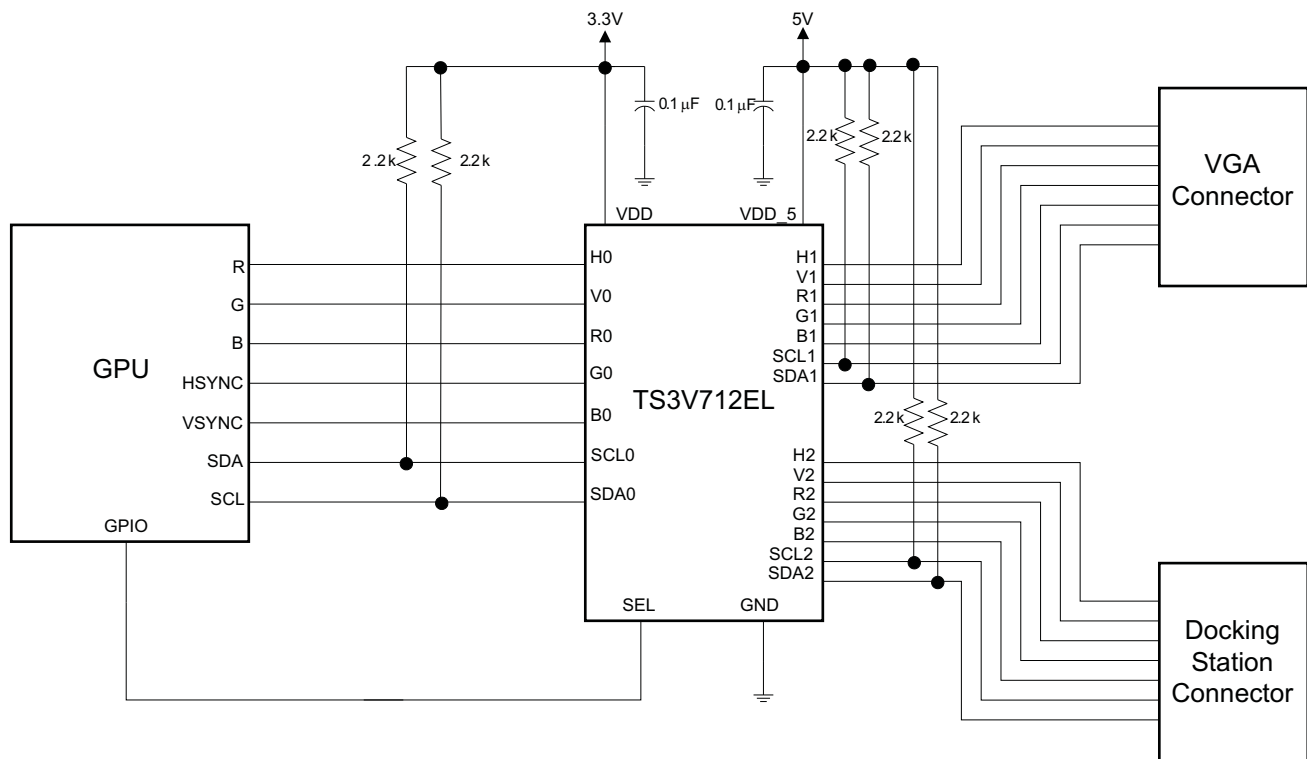 3.3V
5V
0.1 µF
0.1 µF
2.2k
2.2k
2 .2k
2.2k
VGA
Connector
VDD
VDD_5
GPU
R
G
B
HSYNC
VSYNC
SDA
SCL
GPIO
H0
V0
R0
G0
B0
SCL0
SDA0
TS3V712EL
H1
V1
R1
G1
B1
SCL1
SDA1
2.2k
2.2k
H2
V2
R2
G2
B2
SCL2
SDA2
SEL
GND
Docking
Station
Connector